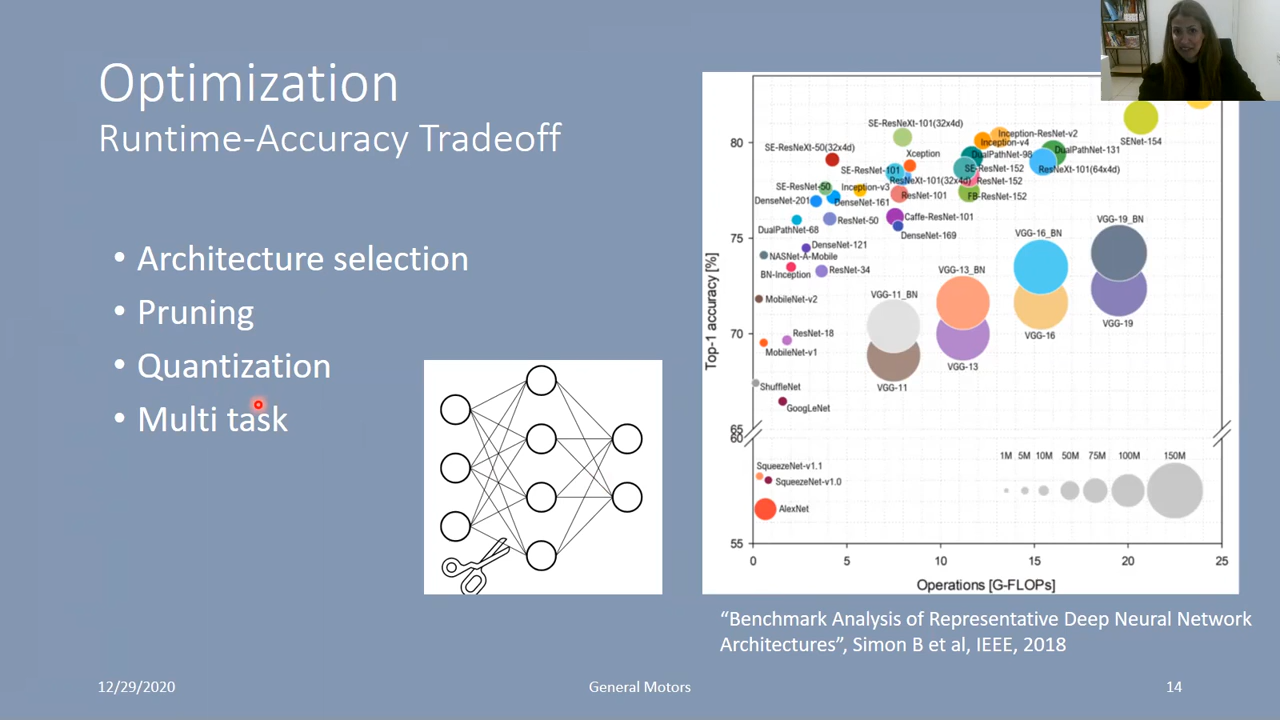 Optimization
Runtime-Accuracy Tradeoff
• Architecture selection
• Pruning
• Quantization
• Multi task
Top-1 accuracy [%]
80
75
70
65
60
55
SE-ResNeXt-101(32x4d)
Inception-ResNet-v2
Inception-v4
SENet-154
SE-ResNeXt-50(32x4d)
Xception
DualPathNet-98
DualPathNet-131
SE-ResNet-101
SE-ResNet-152
ResNeXt-101(64x4d)
ResNeXt-101(32x4d)
ResNet-152
SE-ResNet-50
Inception-v3
ResNet-101
FB-ResNet-152
DenseNet-201
DenseNet-161
ResNet-50
Caffe-ResNet-101
DualPathNet-68
DenseNet-169
VGG-19_BN
VGG-16_BN
DenseNet-121
NASNet-A-Mobile
BN-Inception
ResNet-34
VGG-13_BN
VGG-11_BN
MobileNet-v2
VGG-19
ResNet-18
VGG-16
MobileNet-v1
VGG-13
ShuffleNet
VGG-11
GoogLeNet
1M 5M 10M 50M 75M 100M 150M
SqueezeNet-v1.1
SqueezeNet-v1.0
AlexNet
0 5 10 15 20 25
Operations [G-FLOPs]
“Benchmark Analysis of Representative Deep Neural Network
Architectures”, Simon B et al, IEEE, 2018
12/29/2020
General Motors
14